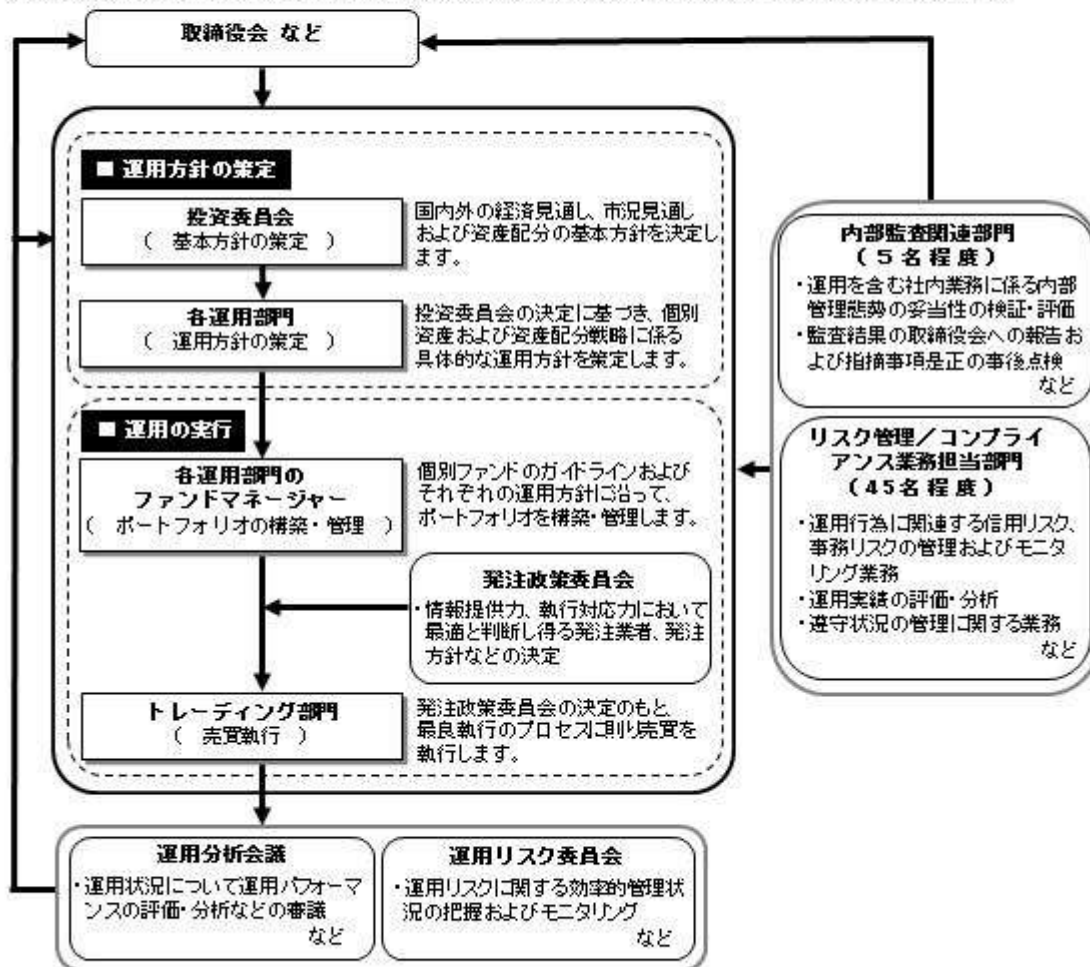 取締役会 など
■ 運用方針の策定
投資委員会
( 基本方針の策定 )
国内外の経済見通し、市況見通し
および資産配分の基本方針を決定し
ます。
各運用部門
( 運用方針の策定 )
投資委員会の決定に基づき、個別
資産および資産配分戦略に係る
具体的な運用方針を策定します。
■ 運用の実行
各運用部門の
ファンドマネージャー
( ポートフォリオの構築・管理 )
個別ファンドのガイドラインおよび
それぞれの運用方針に沿って、
ポートフォリオを構築・管理します。
発注政策委員会
・情報提供力、執行対応力において
最適と判断し得る発注業者、発注
方針などの決定
トレーディング部門
( 売買執行 )
発注政策委員会の決定のもと、
最良執行のプロセスに則り売買を
執行します。
運用分析会議
・運用状況について運用パフォーマ
ンスの評価・分析などの審議
など
運用リスク委員会
・運用リスクに関する効率的管理状
況の把握およびモニタリング
など
内部監査関連部門
(5名程度)
・運用を含む社内業務に係る内部
管理態勢の妥当性の検証・評価
・監査結果の取締役会への報告お
よび指摘事項是正の事後点検
など
リスク管理/コンプライ
アンス業務担当部門
(45名程度)
・運用行為に関連する信用リスク、
事務リスクの管理およびモニタ
リング業務
・運用実績の評価・分析
・遵守状況の管理に関する業務
など